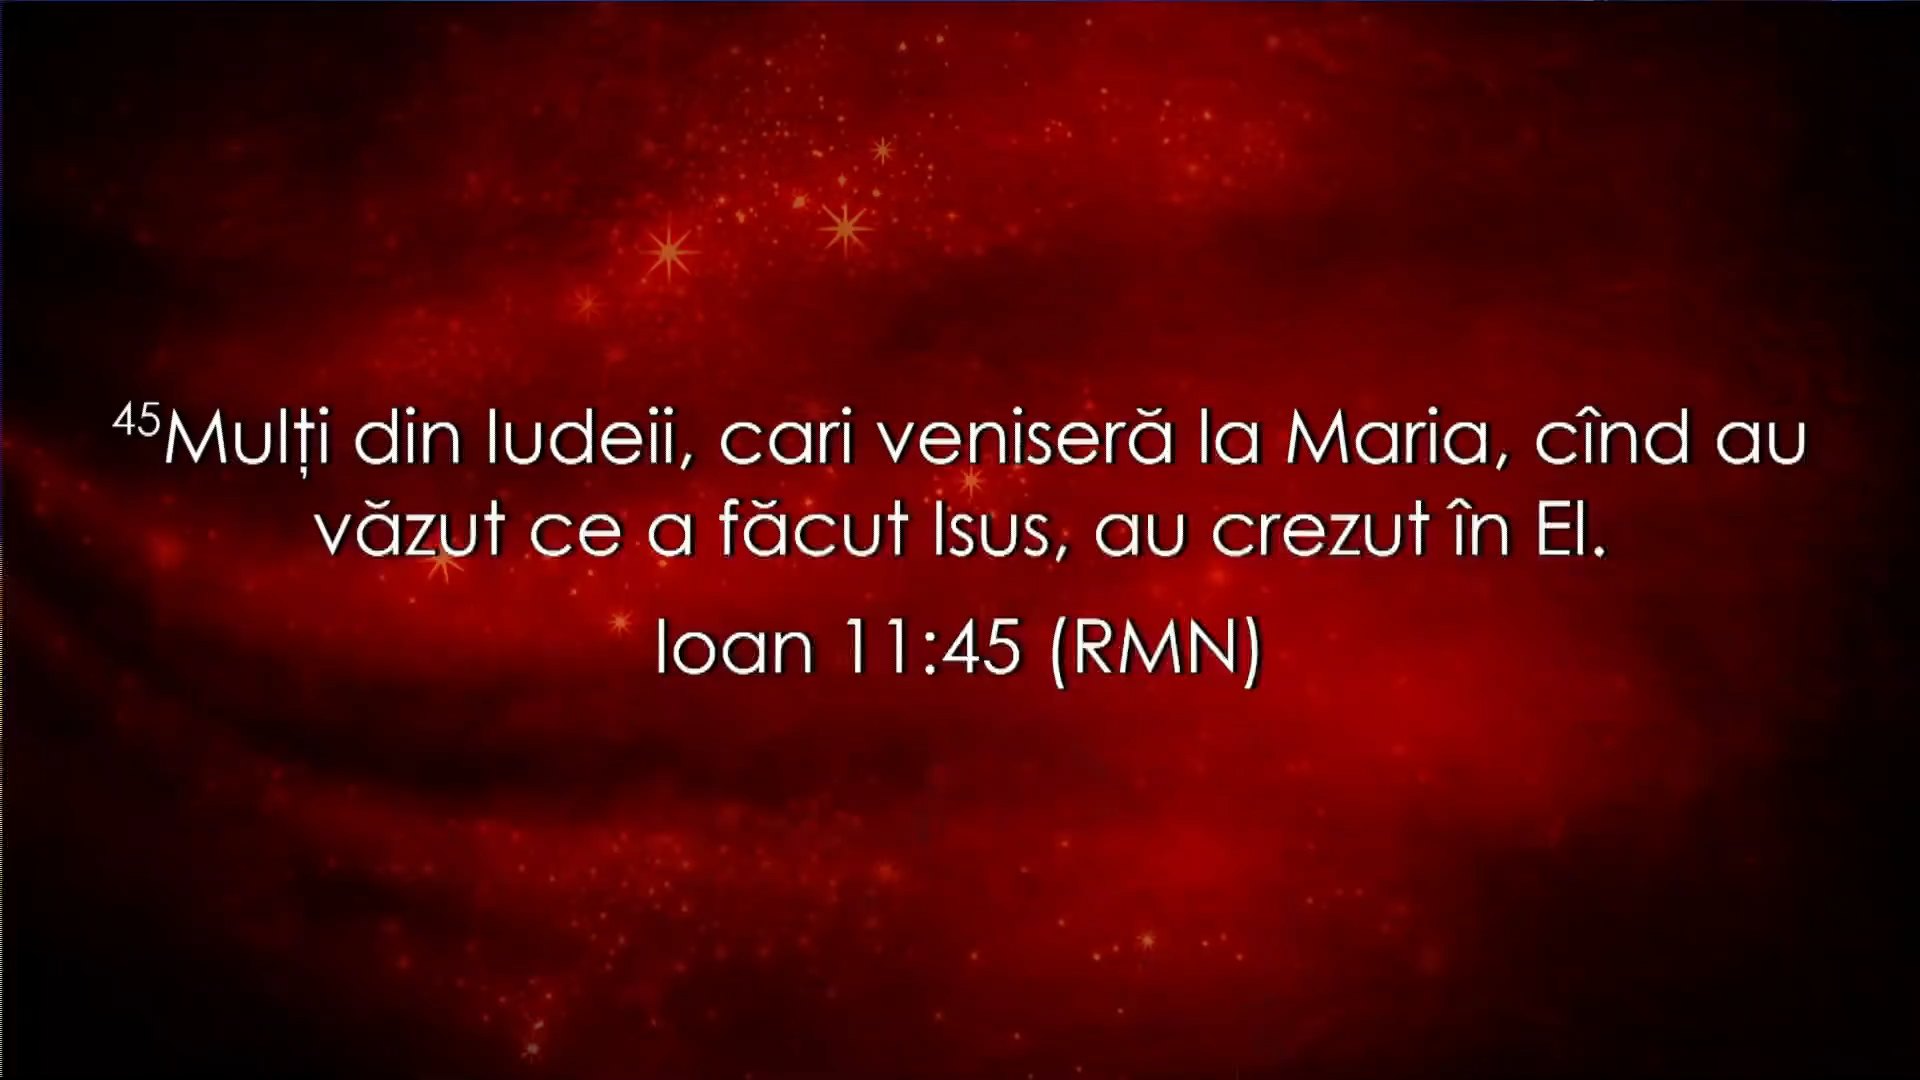 ⁴⁵Mulți din Iudeii, cari veniseră la Maria, cînd au
văzut ce a făcut Isus, au crezut în El.
Ioan 11:45 (RMN)